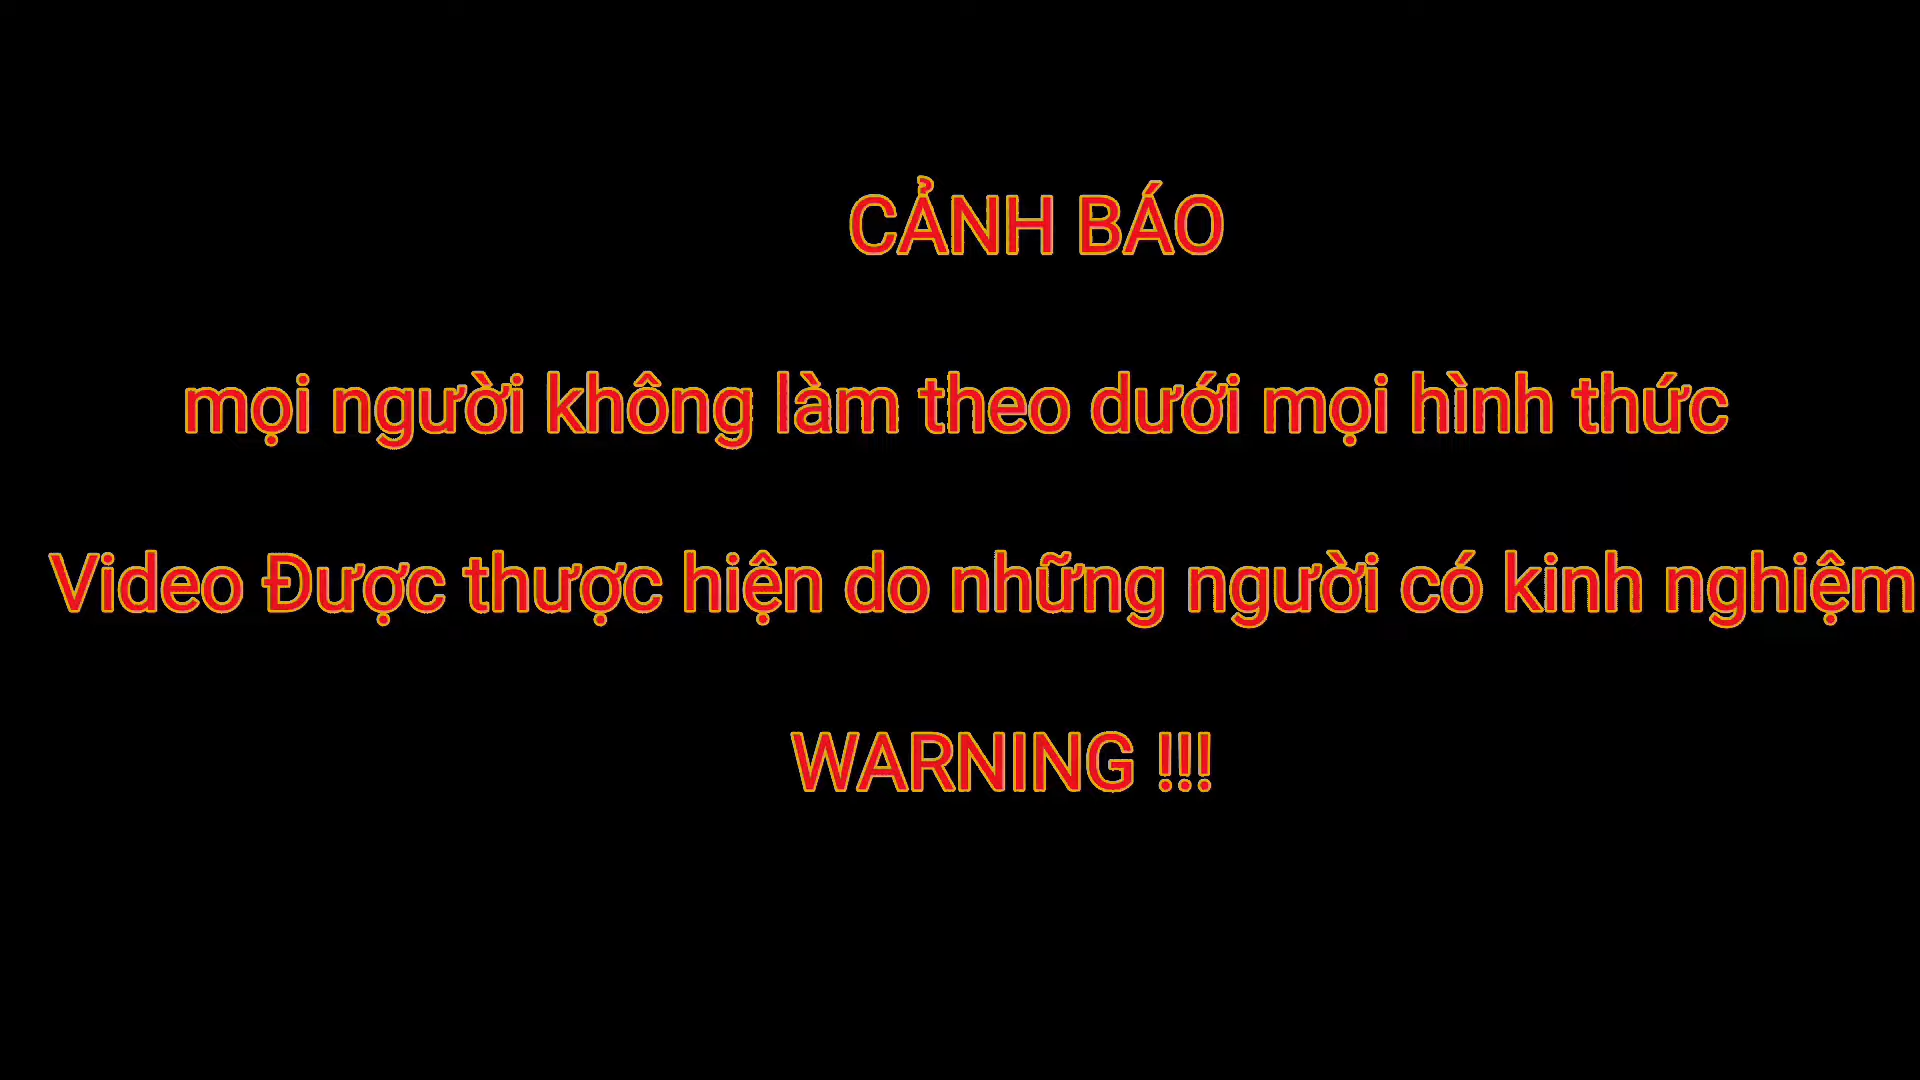 CẢNH BÁO
mọi người không làm theo dưới mọi hình thức
Video Được thược hiện do những người có kinh nghiệm
WARNING !!!